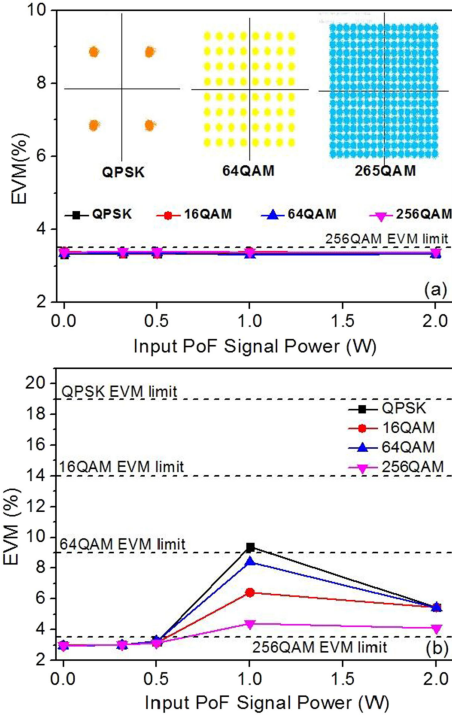 10
8
6
4
2
EVM(%)
QPSK
64QAM
265QAM
QPSK 16QAM 64QAM 256QAM
256QAM EVM limit
(a)
0.0 0.5 1.0 1.5 2.0
Input PoF Signal Power (W)
20
18
16
14
12
10
8
6
4
2
EVM (%)
QPSK EVM limit
QPSK
16QAM
64QAM
256QAM
16QAM EVM limit
64QAM EVM limit
256QAM EVM limit
(b)
0.0 0.5 1.0 1.5 2.0
Input PoF Signal Power (W)